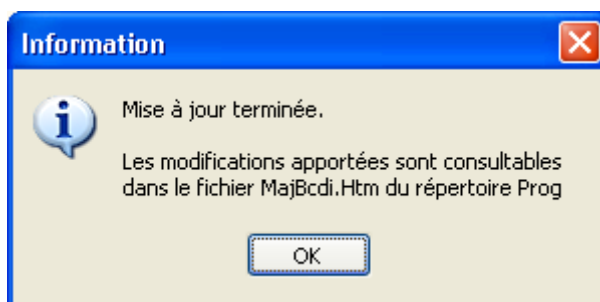 Information
Mise à jour terminée.
Les modifications apportées sont consultables
dans le fichier MajBcdi.Htm du répertoire Prog
OK